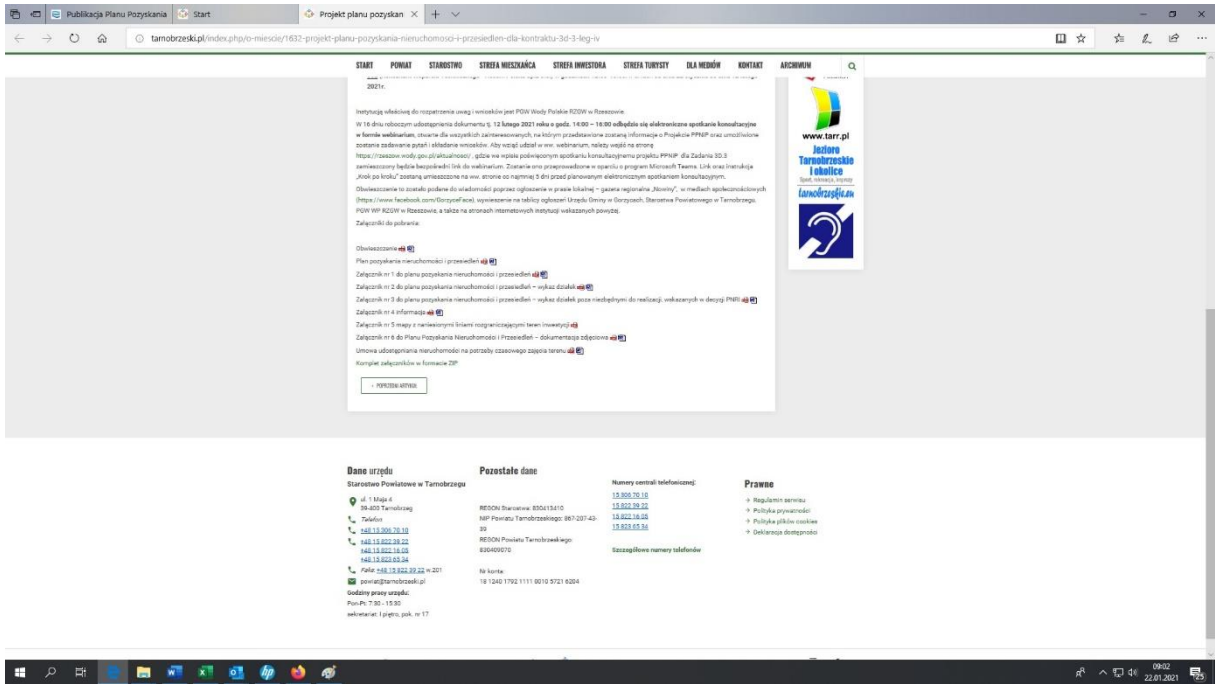 Publikacja Planu Pozyskania
Start
Projekt planu pozyskan
tarnobrzeski.pl/index.php/o-miescie/1632-projekt-planu-pozyskania-nieruchomosci-i-przesiedlen-dla-kontraktu-3d-3-leg-iv
START POWIAT STAROSTWO STREFA MIESZKAŃCA STREFA INWESTORA STREFA TURYSTY DLA MEDIÓW KONTAKT ARCHIWUM
2021r.
Instytucją właściwą do rozpatrzenia uwag i wniosków jest PGW Wody Polskie RZGW w Rzeszowie.
W 16 dniu roboczym udostępnienia dokumentu tj. 12 lutego 2021 roku o godz. 14:00 – 16:00 odbędzie się elektroniczne spotkanie konsultacyjne
w formie webinarium, otwarte dla wszystkich zainteresowanych, na którym przedstawione zostaną informacje o Projekcie PPNiP oraz umożliwione
zostanie zadawanie pytań i składanie wniosków. Aby wziąć udział w ww. webinarium, należy wejść na stronę
https://rzeszow.wody.gov.pl/aktualnosci/ , gdzie we wpisie poświęconym spotkaniu konsultacyjnemu projektu PPNiP dla Zadania 3D.3
zamieszczony będzie bezpośredni link do webinarium. Zostanie ono przeprowadzone w oparciu o program Microsoft Teams. Link oraz instrukcja
„Krok po kroku” zostaną umieszczone na ww. stronie co najmniej 5 dni przed planowanym elektronicznym spotkaniem konsultacyjnym.
Obwieszczenie to zostało podane do wiadomości poprzez ogłoszenie w prasie lokalnej – gazeta regionalna „Nowiny”, w mediach społecznościowych
(https://www.facebook.com/GorzyceFace), wywieszenie na tablicy ogłoszeń Urzędu Gminy w Gorzycach, Starostwa Powiatowego w Tarnobrzegu,
PGW WP RZGW w Rzeszowie, a także na stronach internetowych instytucji wskazanych powyżej.
Załączniki do pobrania:
Obwieszczenie
Plan pozyskania nieruchomości i przesiedleń
Załącznik nr 1 do planu pozyskania nieruchomości i przesiedleń
Załącznik nr 2 do planu pozyskania nieruchomości i przesiedleń – wykaz działek
Załącznik nr 3 do planu pozyskania nieruchomości i przesiedleń – wykaz działek poza niezbędnymi do realizacji, wskazanych w decyzji PNRI
Załącznik nr 4 informacja
Załącznik nr 5 mapy z naniesionymi liniami rozgraniczającymi teren inwestycji
Załącznik nr 6 do Planu Pozyskania Nieruchomości i Przesiedleń – dokumentacja zdjęciowa
Umowa udostępniania nieruchomości na potrzeby czasowego zajęcia terenu
Komplet załączników w formacie ZIP
‹ POPRZEDNI ARTYKUŁ
www.tarr.pl
Jezioro
Tarnobrzeskie
i okolice
tarnobrzeskie.eu
Dane urzędu
Starostwo Powiatowe w Tarnobrzegu
ul. 1 Maja 4
39-400 Tarnobrzeg
Telefon:
+48 15 306 70 10
+48 15 822 39 22
+48 15 822 16 05
+48 15 823 65 34
Faks: +48 15 822 39 22 w.201
powiat@tarnobrzeski.pl
Godziny pracy urzędu:
Pon-Pt: 7:30 - 15:30
sekretariat: I piętro, pok. nr 17
Pozostałe dane
REGON Starostwa: 830413410
NIP Powiatu Tarnobrzeskiego: 867-207-43-
39
REGON Powiatu Tarnobrzeskiego:
830409070
Nr konta:
18 1240 1792 1111 0010 5721 6204
Numery centrali telefonicznej:
15 306 70 10
15 822 39 22
15 822 16 05
15 823 65 34
Szczegółowe numery telefonów
Prawne
Regulamin serwisu
Polityka prywatności
Polityka plików cookies
Deklaracja dostępności
09:02
22.01.2021